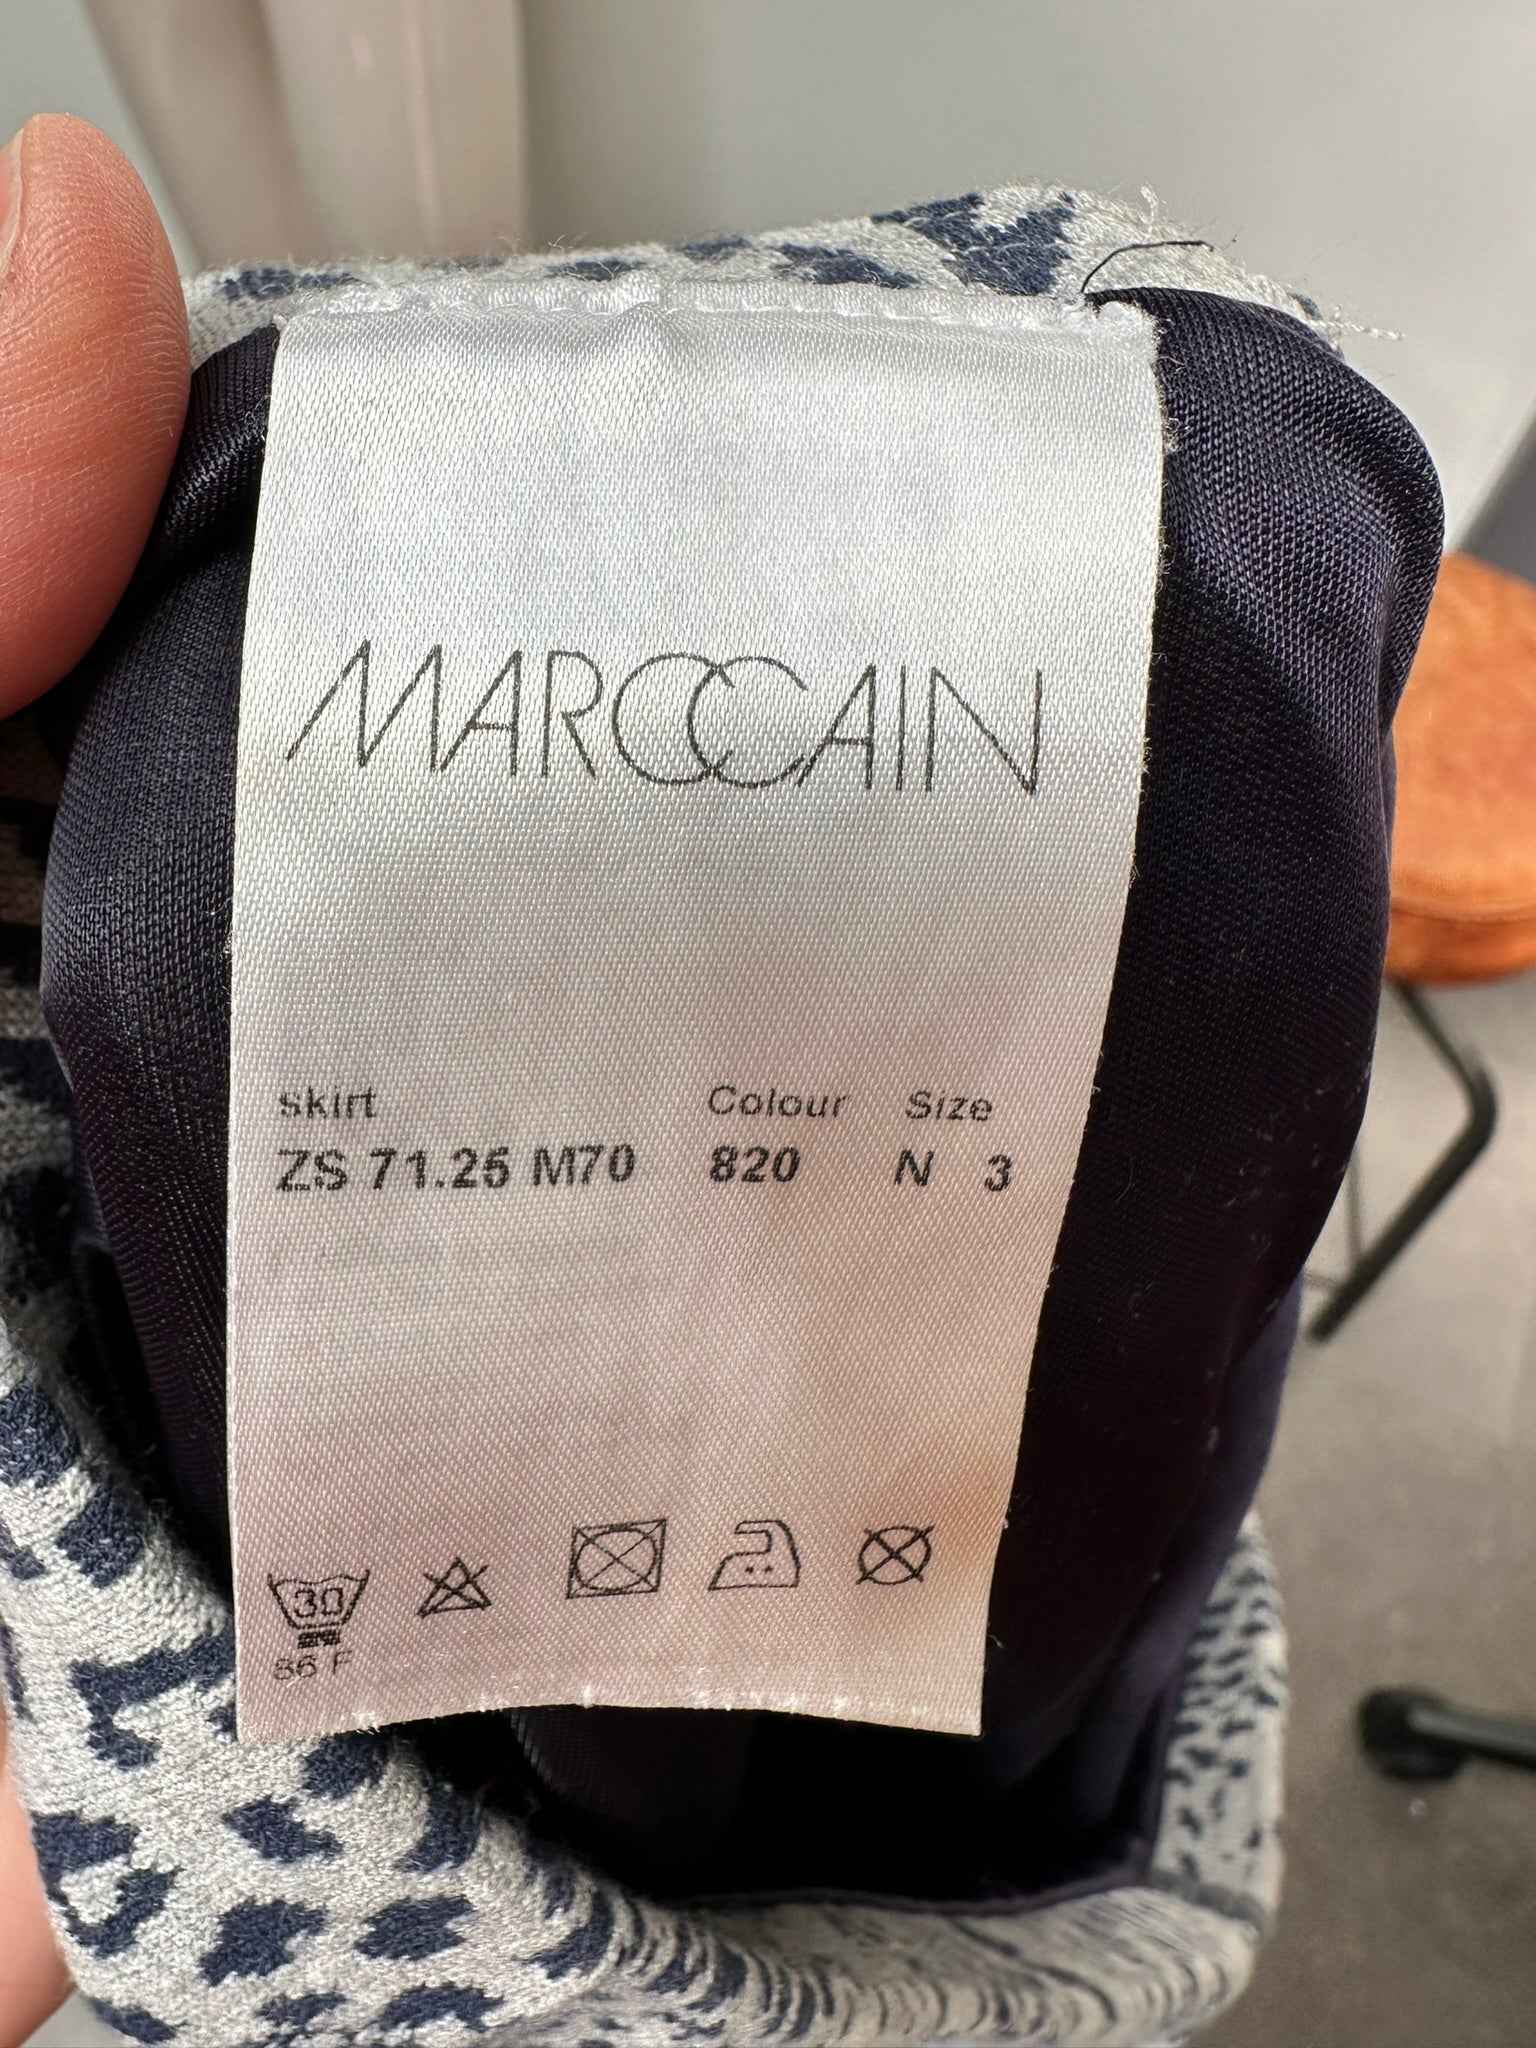 MARCCAIN
Skirt Colour Size
ZS 71.25 M70 820 N 3
30
86 F